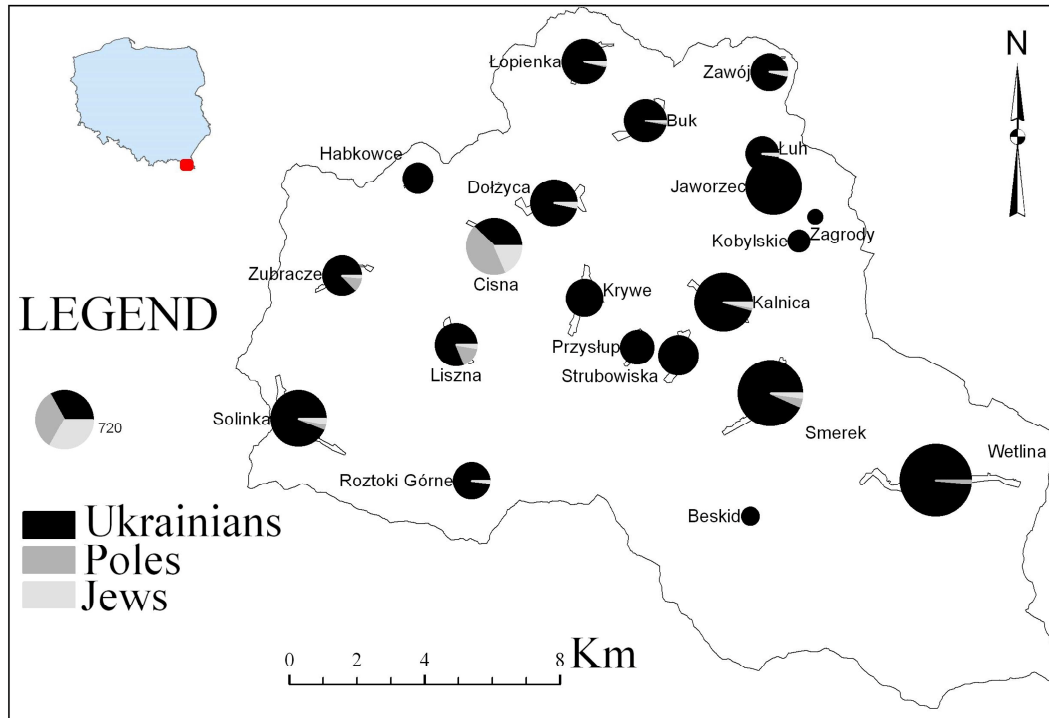 N
Łopienka
Zawój
Buk
Łuh
Habkowce
Dołżyca
Jaworzec
Zagrody
Kobylskie
Cisna
Zubracze
Krywe
Kalnica
LEGEND
Przysłup
Liszna
Strubowiska
Solinka
720
Smerek
Wetlina
Roztoki Górne
Beskid
Ukrainians
Poles
Jews
0 4 8 Km